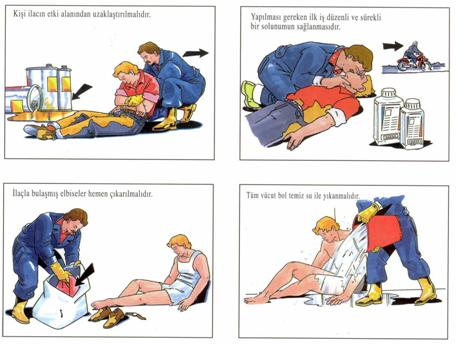 Kişi ilacın etki alanından uzaklaştırılmalıdır.
Yapılması gereken ilk iş düzenli ve sürekli
bir solunumun sağlanmasıdır.
İlaçla bulaşmış elbiseler hemen çıkarılmalıdır.
Tüm vücut bol temiz su ile yıkanmalıdır.